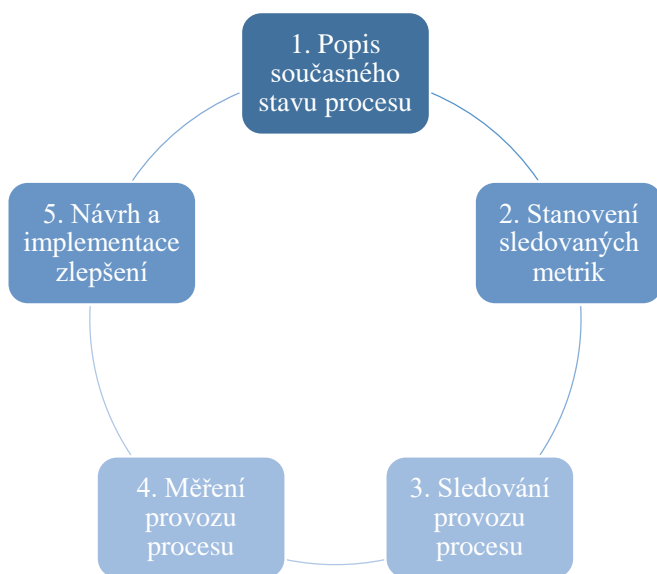 1. Popis
současného
stavu procesu
2. Stanovení
sledovaných
metrik
3. Sledování
provozu
procesu
4. Měření
provozu
procesu
5. Návrh a
implementace
zlepšení